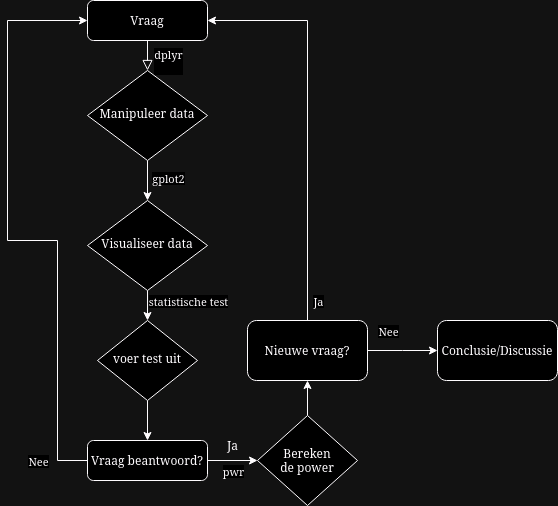 Vraag
dplyr
Manipuleer data
gplot2
Visualiseer data
statistische test
Ja
Nieuwe vraag?
Nee
Conclusie/Discussie
voer test uit
Ja
Bereken
de power
Vraag beantwoord?
Nee
pwr